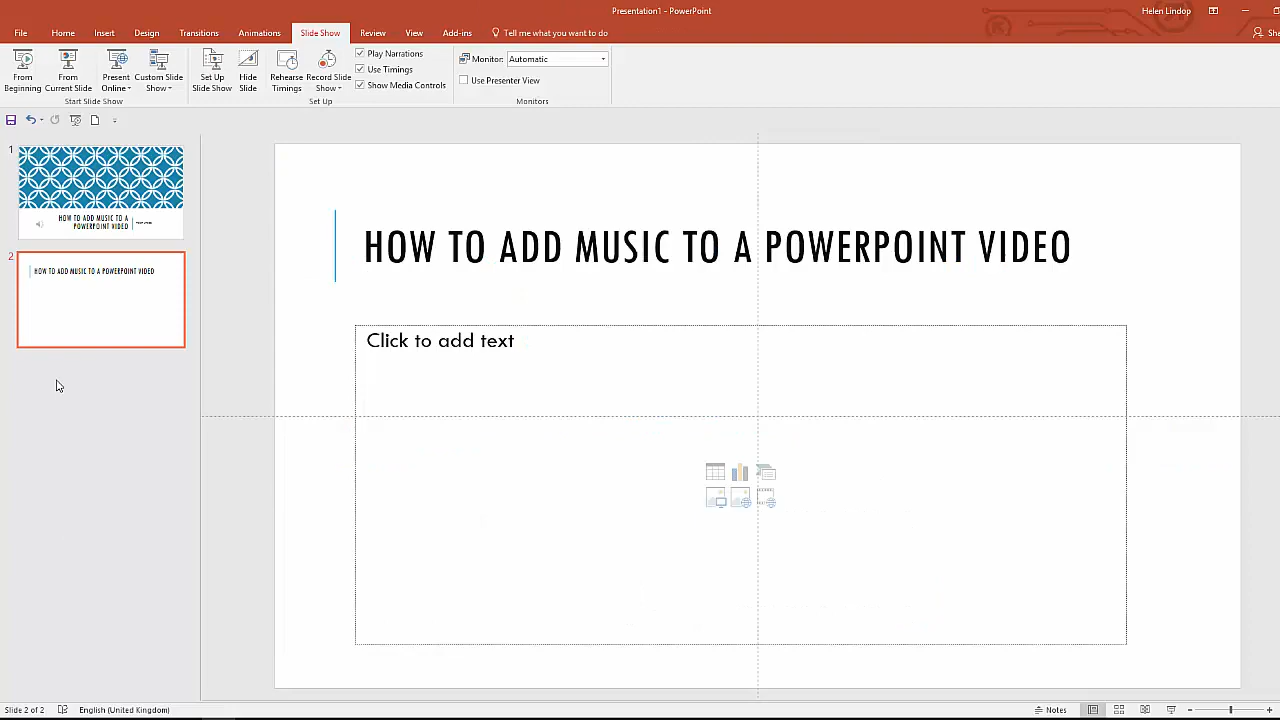 Presentation1 - PowerPoint
Helen Lindop
File Home Insert Design Transitions Animations Slide Show Review View Add-ins Tell me what you want to do
From Beginning
From Current Slide
Present Online
Custom Slide Show
Start Slide Show
Set Up Slide Show
Hide Slide
Rehearse Timings
Record Slide Show
Play Narrations
Use Timings
Show Media Controls
Set Up
Monitor: Automatic
Use Presenter View
Monitors
1
HOW TO ADD MUSIC TO A
POWERPOINT VIDEO
2
HOW TO ADD MUSIC TO A POWERPOINT VIDEO
HOW TO ADD MUSIC TO A POWERPOINT VIDEO
Click to add text
Slide 2 of 2 English (United Kingdom) Notes